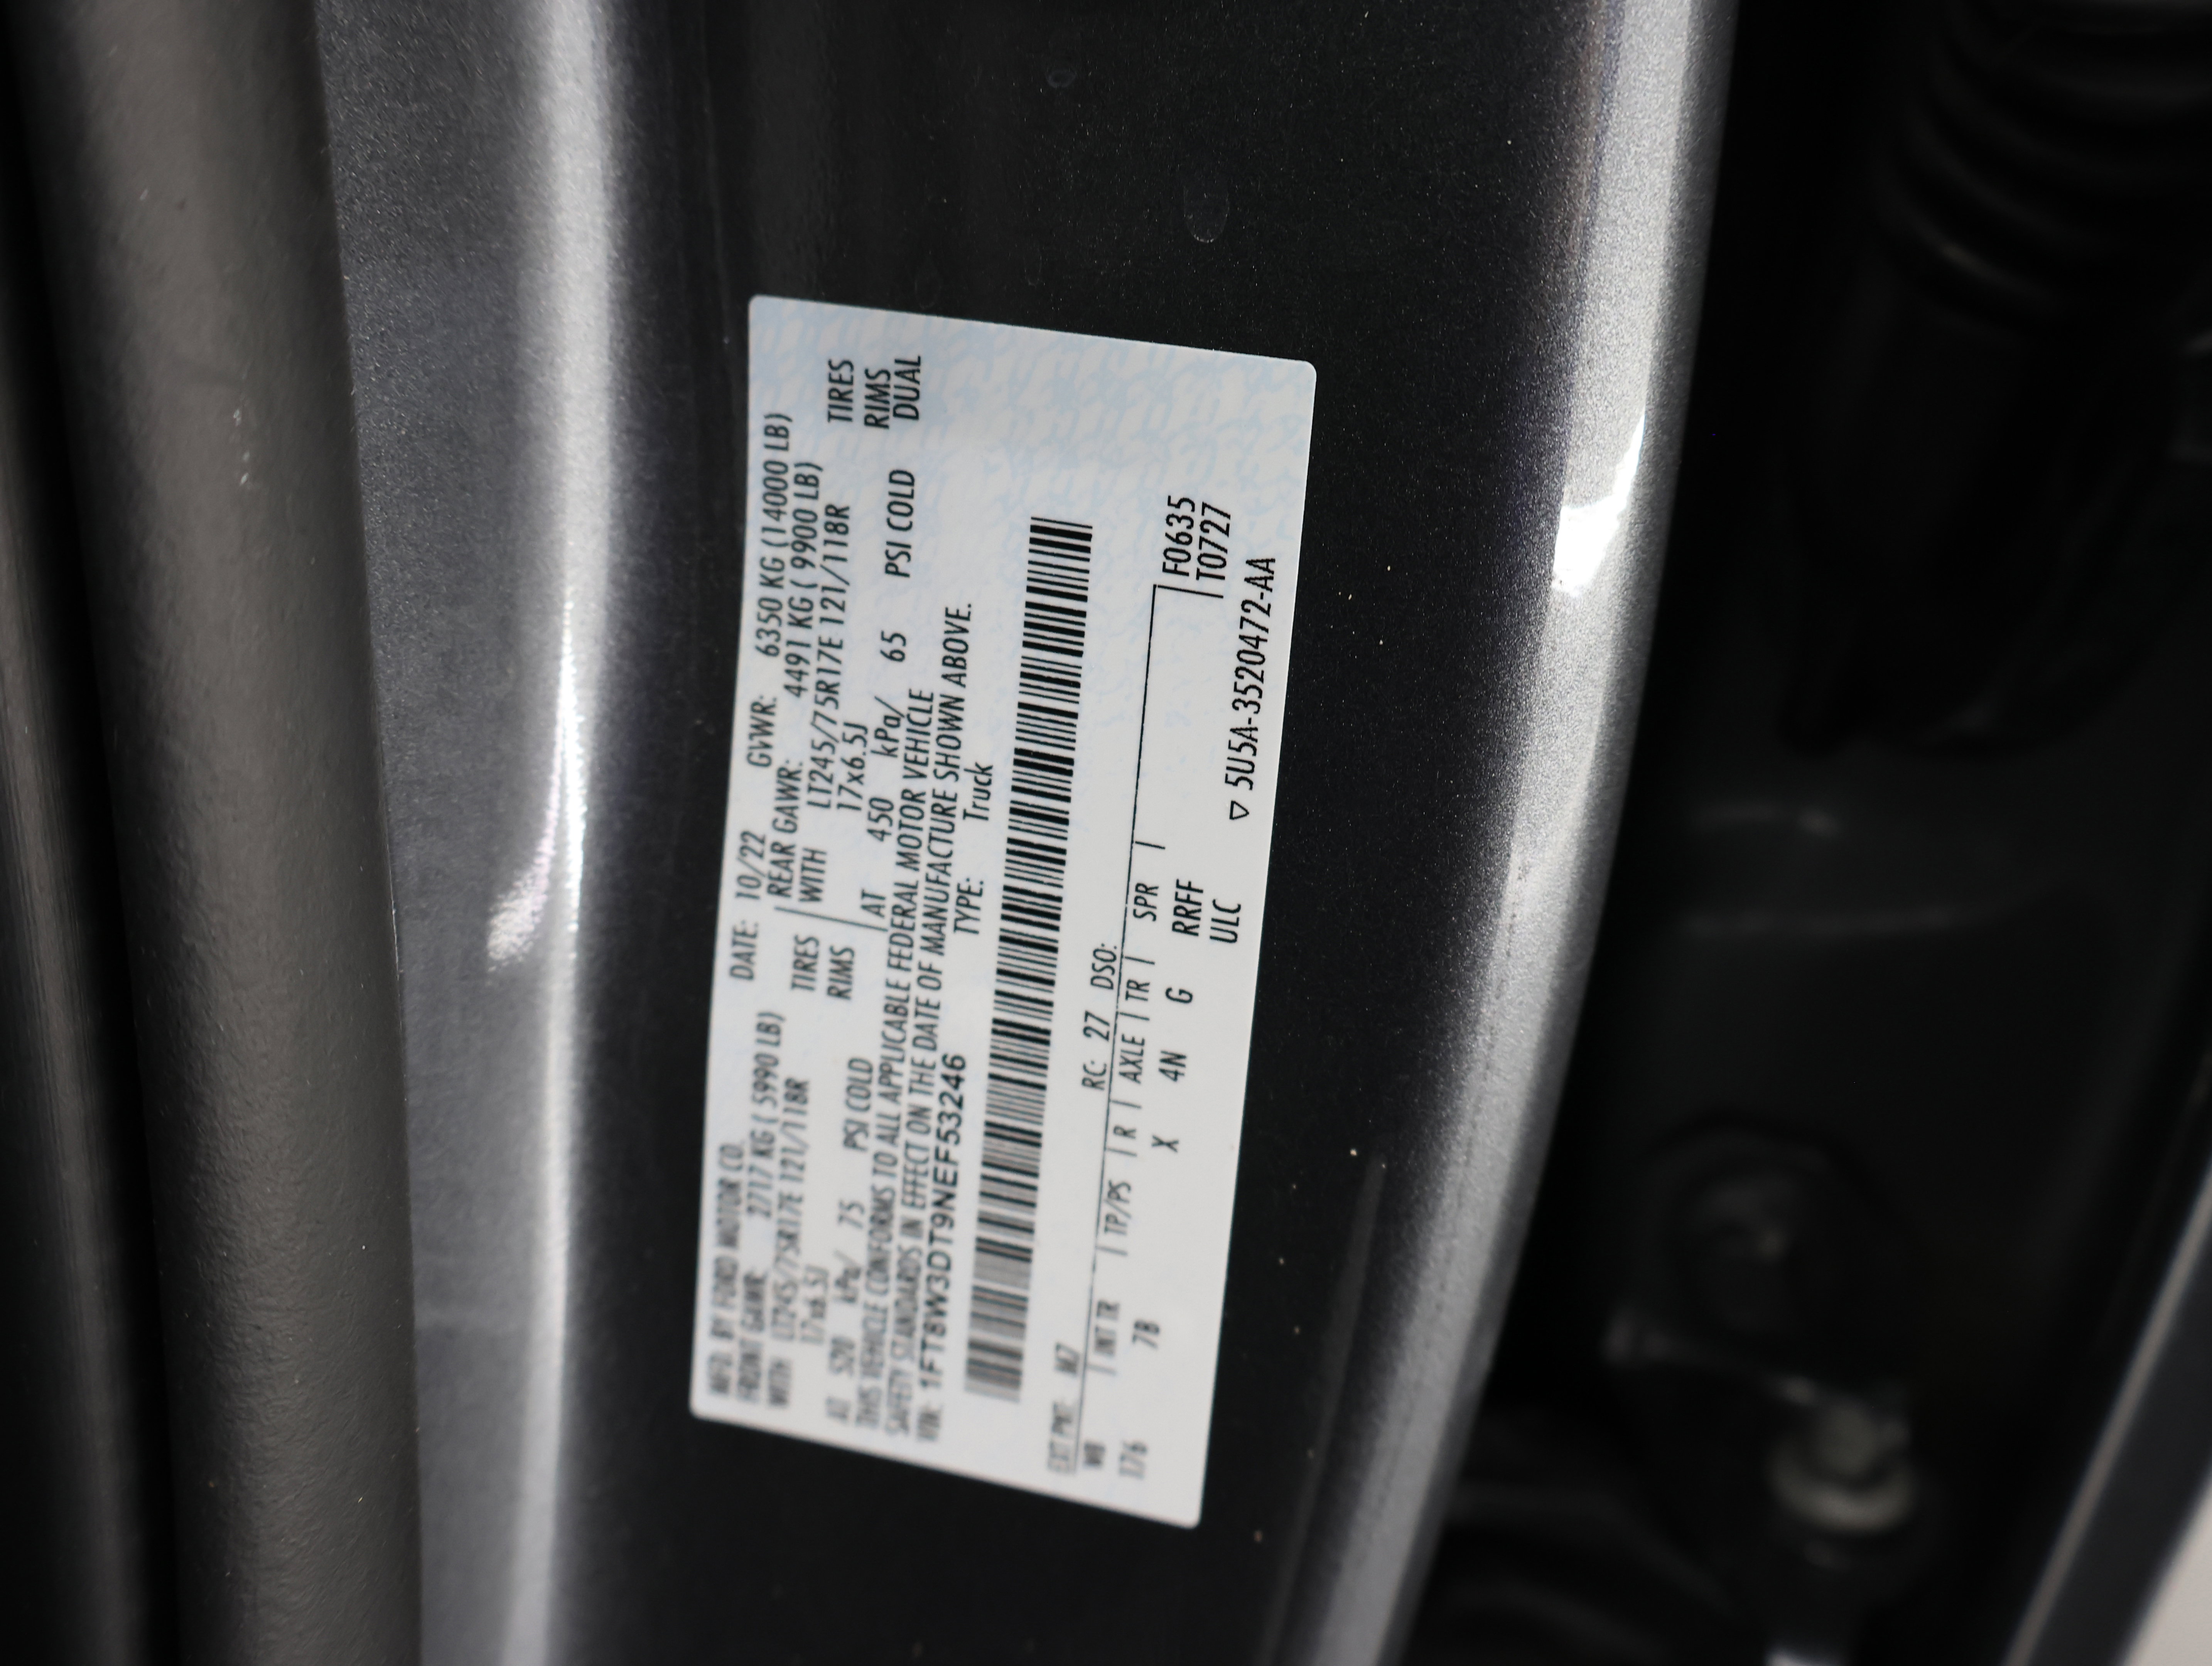 MFD. BY FORD MOTOR CO. DATE: 10/22 GVWR: 6350 KG (14000 LB)
FRONT GAWR: 2717 KG ( 5990 LB) REAR GAWR: 4491 KG ( 9900 LB)
WITH LT245/75R17E 121/118R TIRES WITH LT245/75R17E 121/118R TIRES
17x6.5J RIMS 17x6.5J RIMS
AT 520 kPa/ 75 PSI COLD AT 450 kPa/ 65 PSI COLD DUAL
THIS VEHICLE CONFORMS TO ALL APPLICABLE FEDERAL MOTOR VEHICLE
SAFETY STANDARDS IN EFFECT ON THE DATE OF MANUFACTURE SHOWN ABOVE.
VIN: 1FT8W3DT9NEF53246 TYPE: Truck
EXT PNT: M7 RC: 27 DSO:
WB | INT TR | TP/PS | R | AXLE | TR | SPR |
176 7B X 4N G RRFF F0635
ULC T0727
▽ 5U5A-3520472-AA